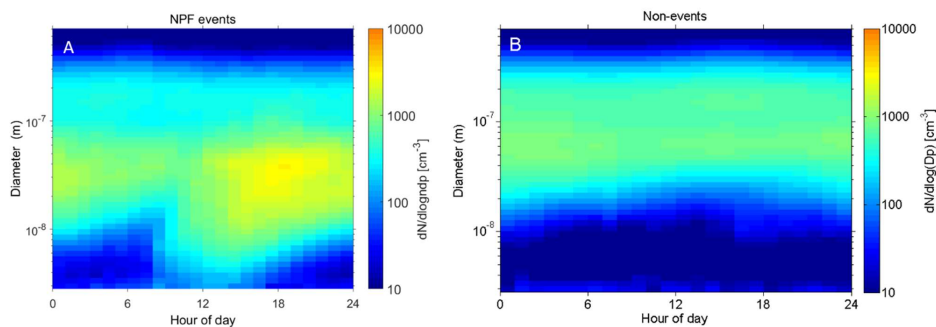 NPF events
A
Diameter (m)
10⁻⁷
10⁻⁸
0 6 12 18 24
Hour of day
10000
1000
100
10
dN/dlogndp [cm⁻³]
Non-events
B
Diameter (m)
10⁻⁷
10⁻⁸
0 6 12 18 24
Hour of day
10000
1000
100
10
dN/dlog(Dp) [cm⁻³]